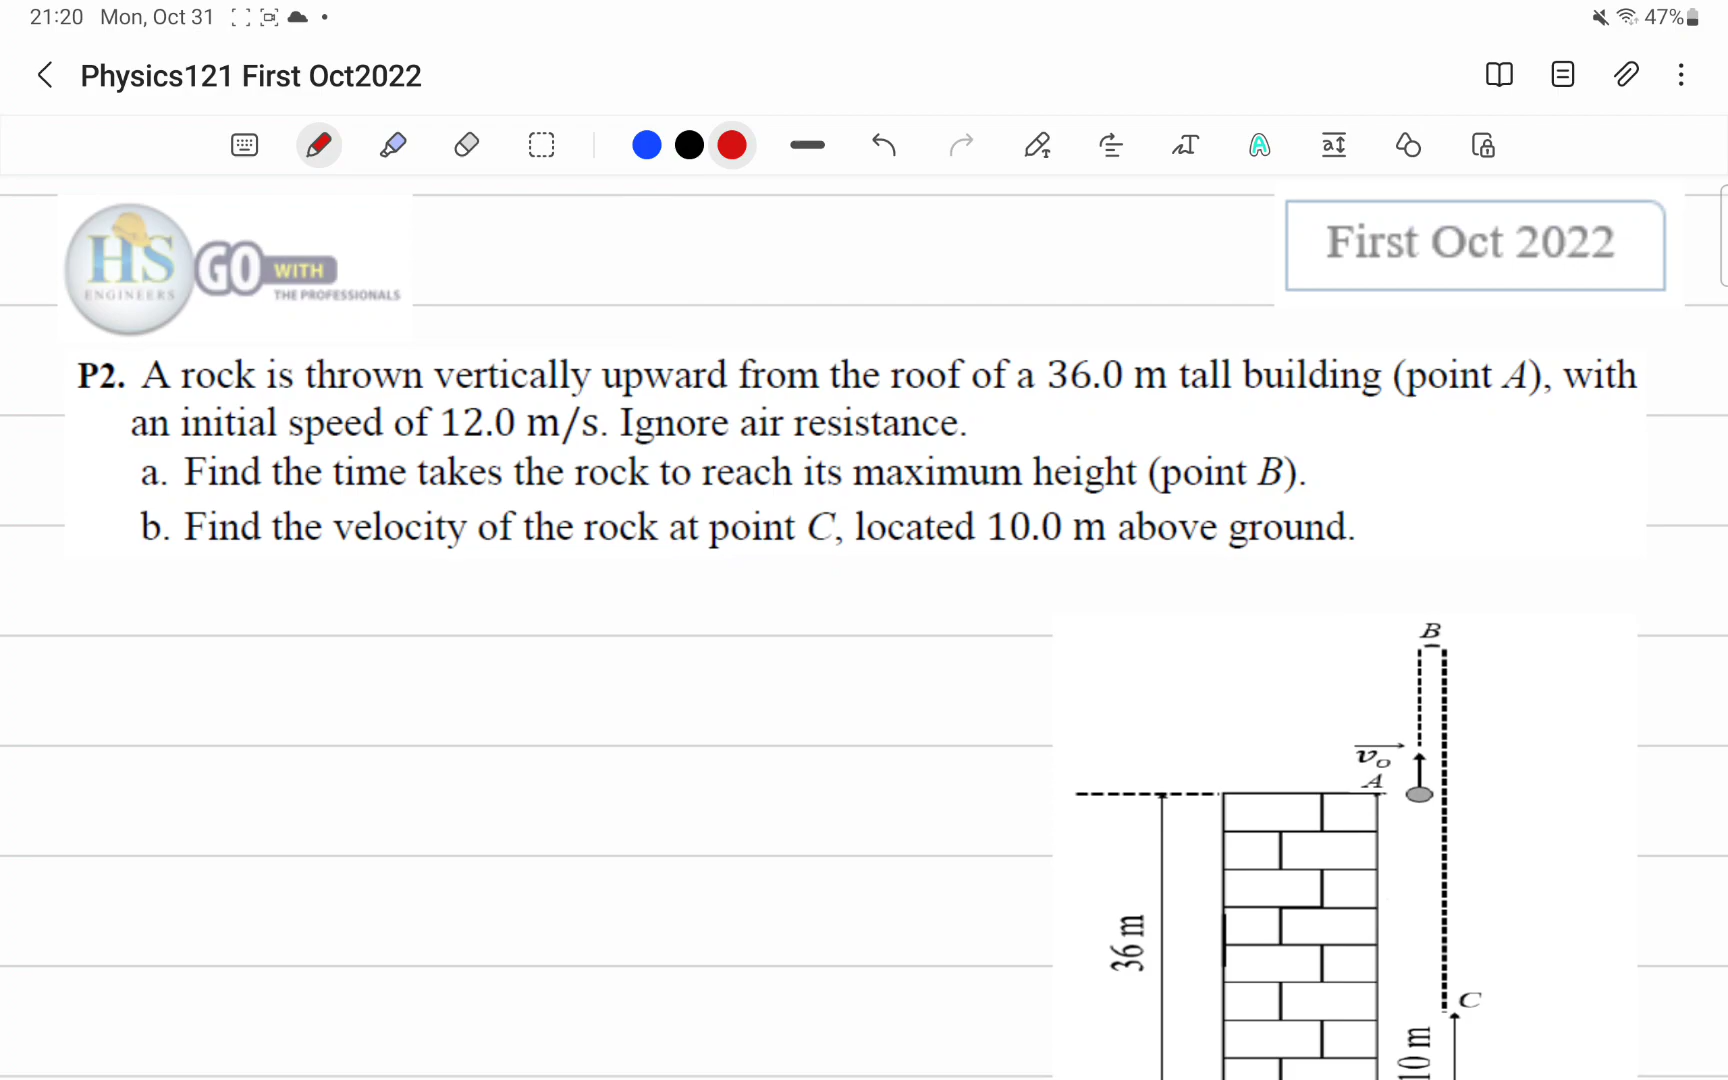 21:20 Mon, Oct 31
47%
Physics121 First Oct2022
HS
ENGINEERS
GO WITH
THE PROFESSIONALS
First Oct 2022
P2. A rock is thrown vertically upward from the roof of a 36.0 m tall building (point A), with
an initial speed of 12.0 m/s. Ignore air resistance.
a. Find the time takes the rock to reach its maximum height (point B).
b. Find the velocity of the rock at point C, located 10.0 m above ground.
B
v₀
A
36 m
C
10 m